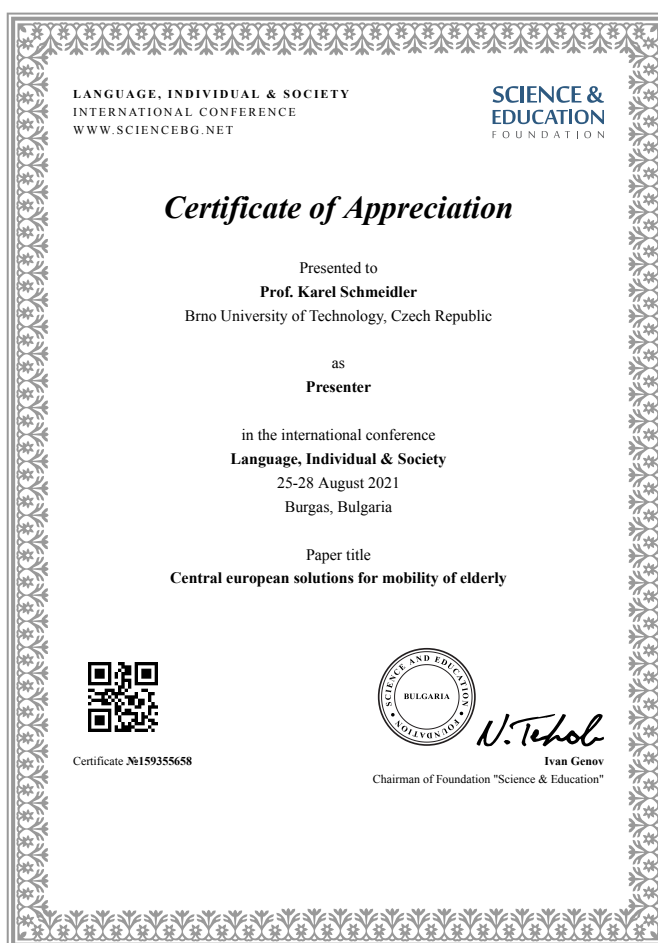 LANGUAGE, INDIVIDUAL & SOCIETY
INTERNATIONAL CONFERENCE
WWW.SCIENCEBG.NET
SCIENCE &
EDUCATION
FOUNDATION
Certificate of Appreciation
Presented to
Prof. Karel Schmeidler
Brno University of Technology, Czech Republic
as
Presenter
in the international conference
Language, Individual & Society
25-28 August 2021
Burgas, Bulgaria
Paper title
Central european solutions for mobility of elderly
SCIENCE AND EDUCATION • FOUNDATION •
BULGARIA
Certificate №159355658
Ivan Genov
Chairman of Foundation "Science & Education"